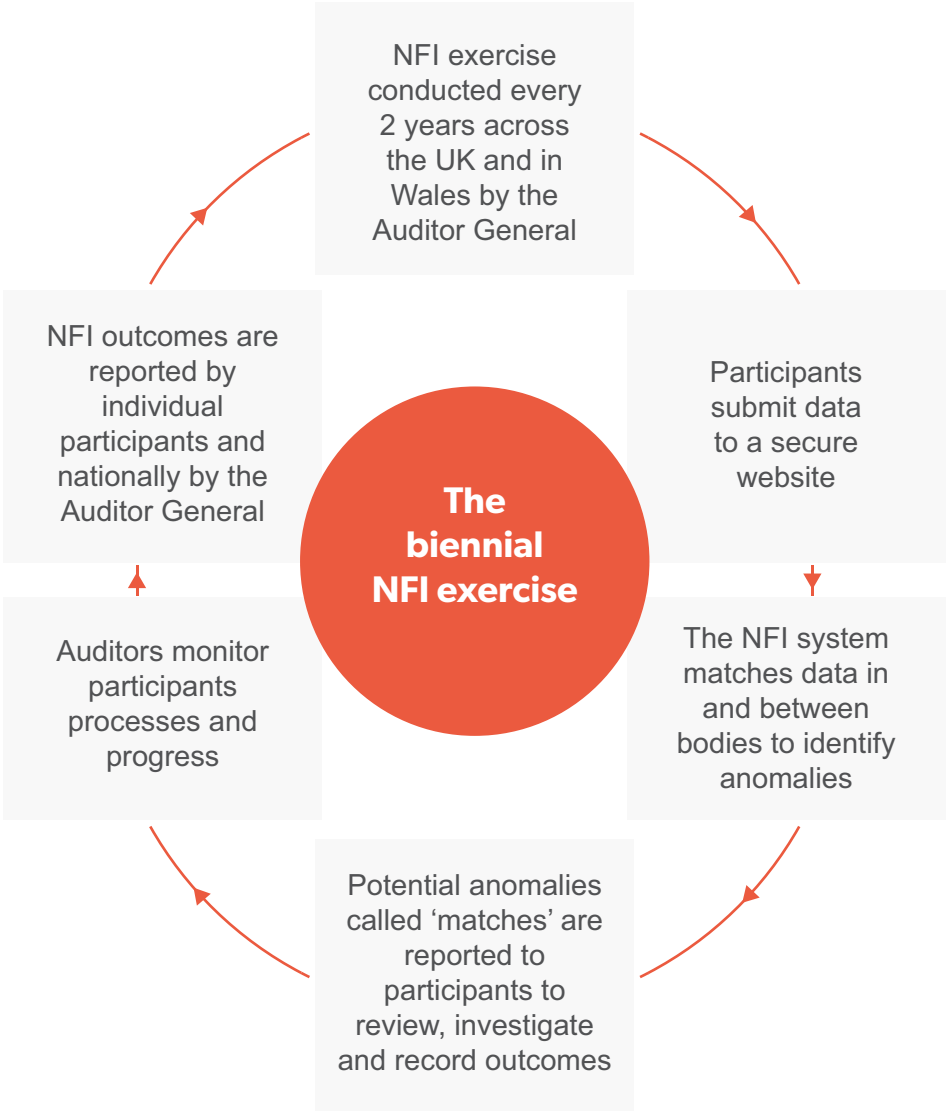 NFI exercise
conducted every
2 years across
the UK and in
Wales by the
Auditor General
Participants
submit data
to a secure
website
The NFI system
matches data in
and between
bodies to identify
anomalies
Potential anomalies
called ‘matches’ are
reported to
participants to
review, investigate
and record outcomes
Auditors monitor
participants
processes and
progress
NFI outcomes are
reported by
individual
participants and
nationally by the
Auditor General
The
biennial
NFI exercise